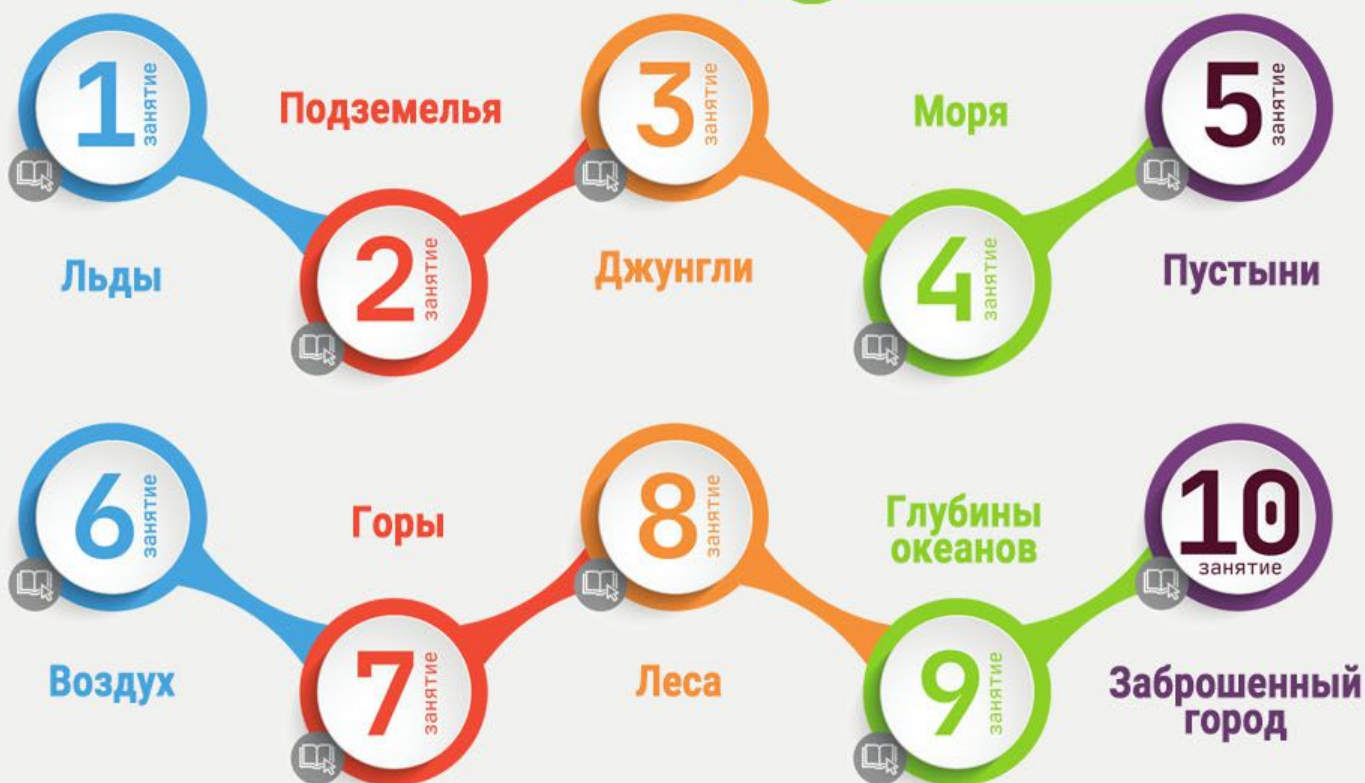 1 занятие
Льды
Подземелья
2 занятие
3 занятие
Джунгли
Моря
4 занятие
5 занятие
Пустыни
6 занятие
Воздух
Горы
7 занятие
8 занятие
Леса
Глубины
океанов
9 занятие
10
занятие
Заброшенный
город